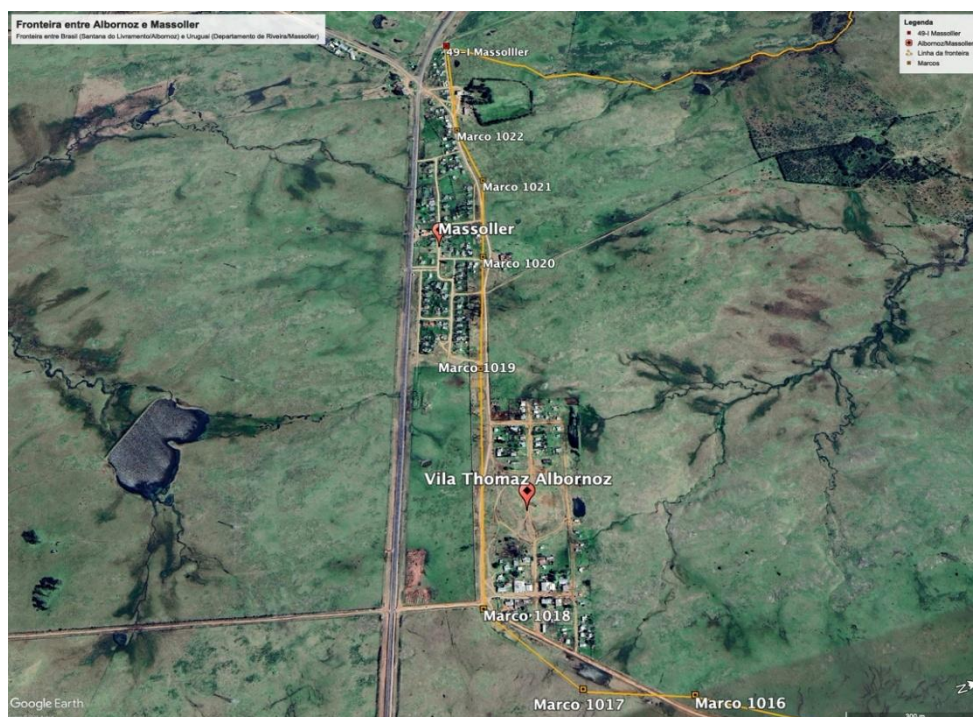 Fronteira entre Albornoz e Massoller
Fronteira entre Brasil (Santana do Livramento/Albornoz) e Uruguai (Departamento de Riveira/Massoller)
Legenda
49-I Massoller
Albornoz/Massoller
Linha da fronteira
Marcos
49-I Massolller
Marco 1022
Marco 1021
Massoller
Marco 1020
Marco 1019
Vila Thomaz Albornoz
Marco 1018
Marco 1017
Marco 1016
Google Earth
N